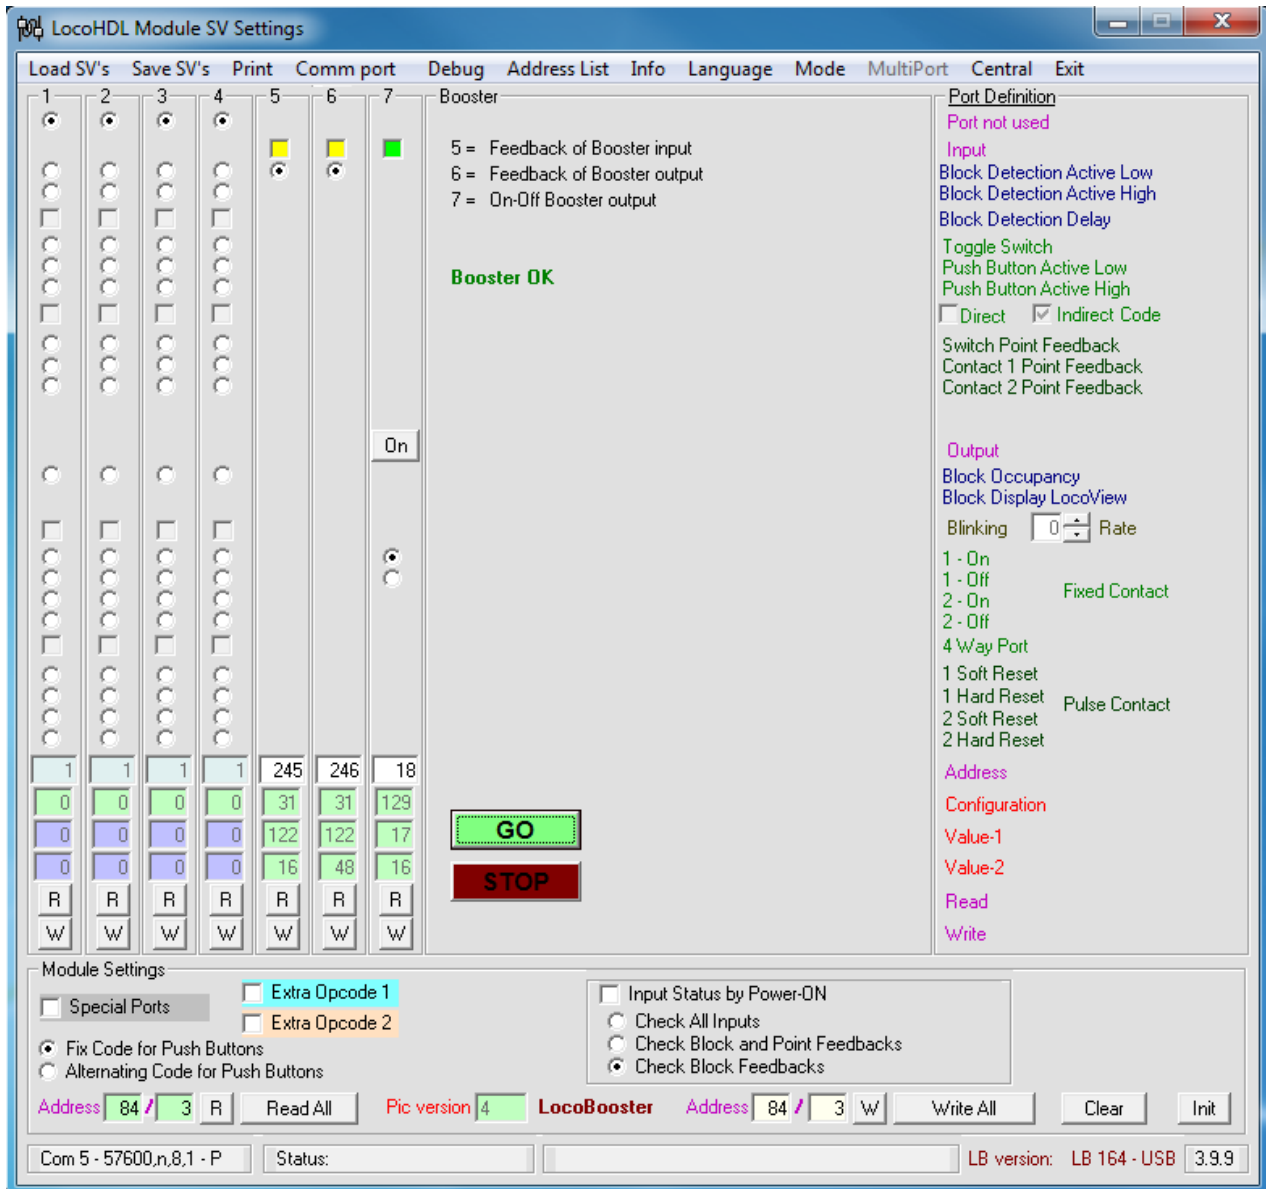 LocoHDL Module SV Settings
Load SV's Save SV's Print Comm port Debug Address List Info Language Mode MultiPort Central Exit
1 2 3 4 5 6 7 Booster Port Definition
Port not used
5 = Feedback of Booster input Input
6 = Feedback of Booster output Block Detection Active Low
7 = On-Off Booster output Block Detection Active High
Block Detection Delay
Toggle Switch
Booster OK Push Button Active Low
Push Button Active High
Direct Indirect Code
Switch Point Feedback
Contact 1 Point Feedback
Contact 2 Point Feedback
On Output
Block Occupancy
Block Display LocoView
Blinking 0 Rate
1 - On
1 - Off Fixed Contact
2 - On
2 - Off
4 Way Port
1 Soft Reset
1 Hard Reset Pulse Contact
2 Soft Reset
2 Hard Reset
1 1 1 1 245 246 18 Address
0 0 0 0 31 31 129 Configuration
0 0 0 0 122 122 17 GO Value-1
0 0 0 0 16 48 16 STOP Value-2
R R R R R R R Read
W W W W W W W Write
Module Settings
Special Ports Extra Opcode 1 Input Status by Power-ON
Extra Opcode 2 Check All Inputs
Fix Code for Push Buttons Check Block and Point Feedbacks
Alternating Code for Push Buttons Check Block Feedbacks
Address 84 / 3 R Read All Pic version 4 LocoBooster Address 84 / 3 W Write All Clear Init
Com 5 - 57600,n,8,1 - P Status: LB version: LB 164 - USB 3.9.9